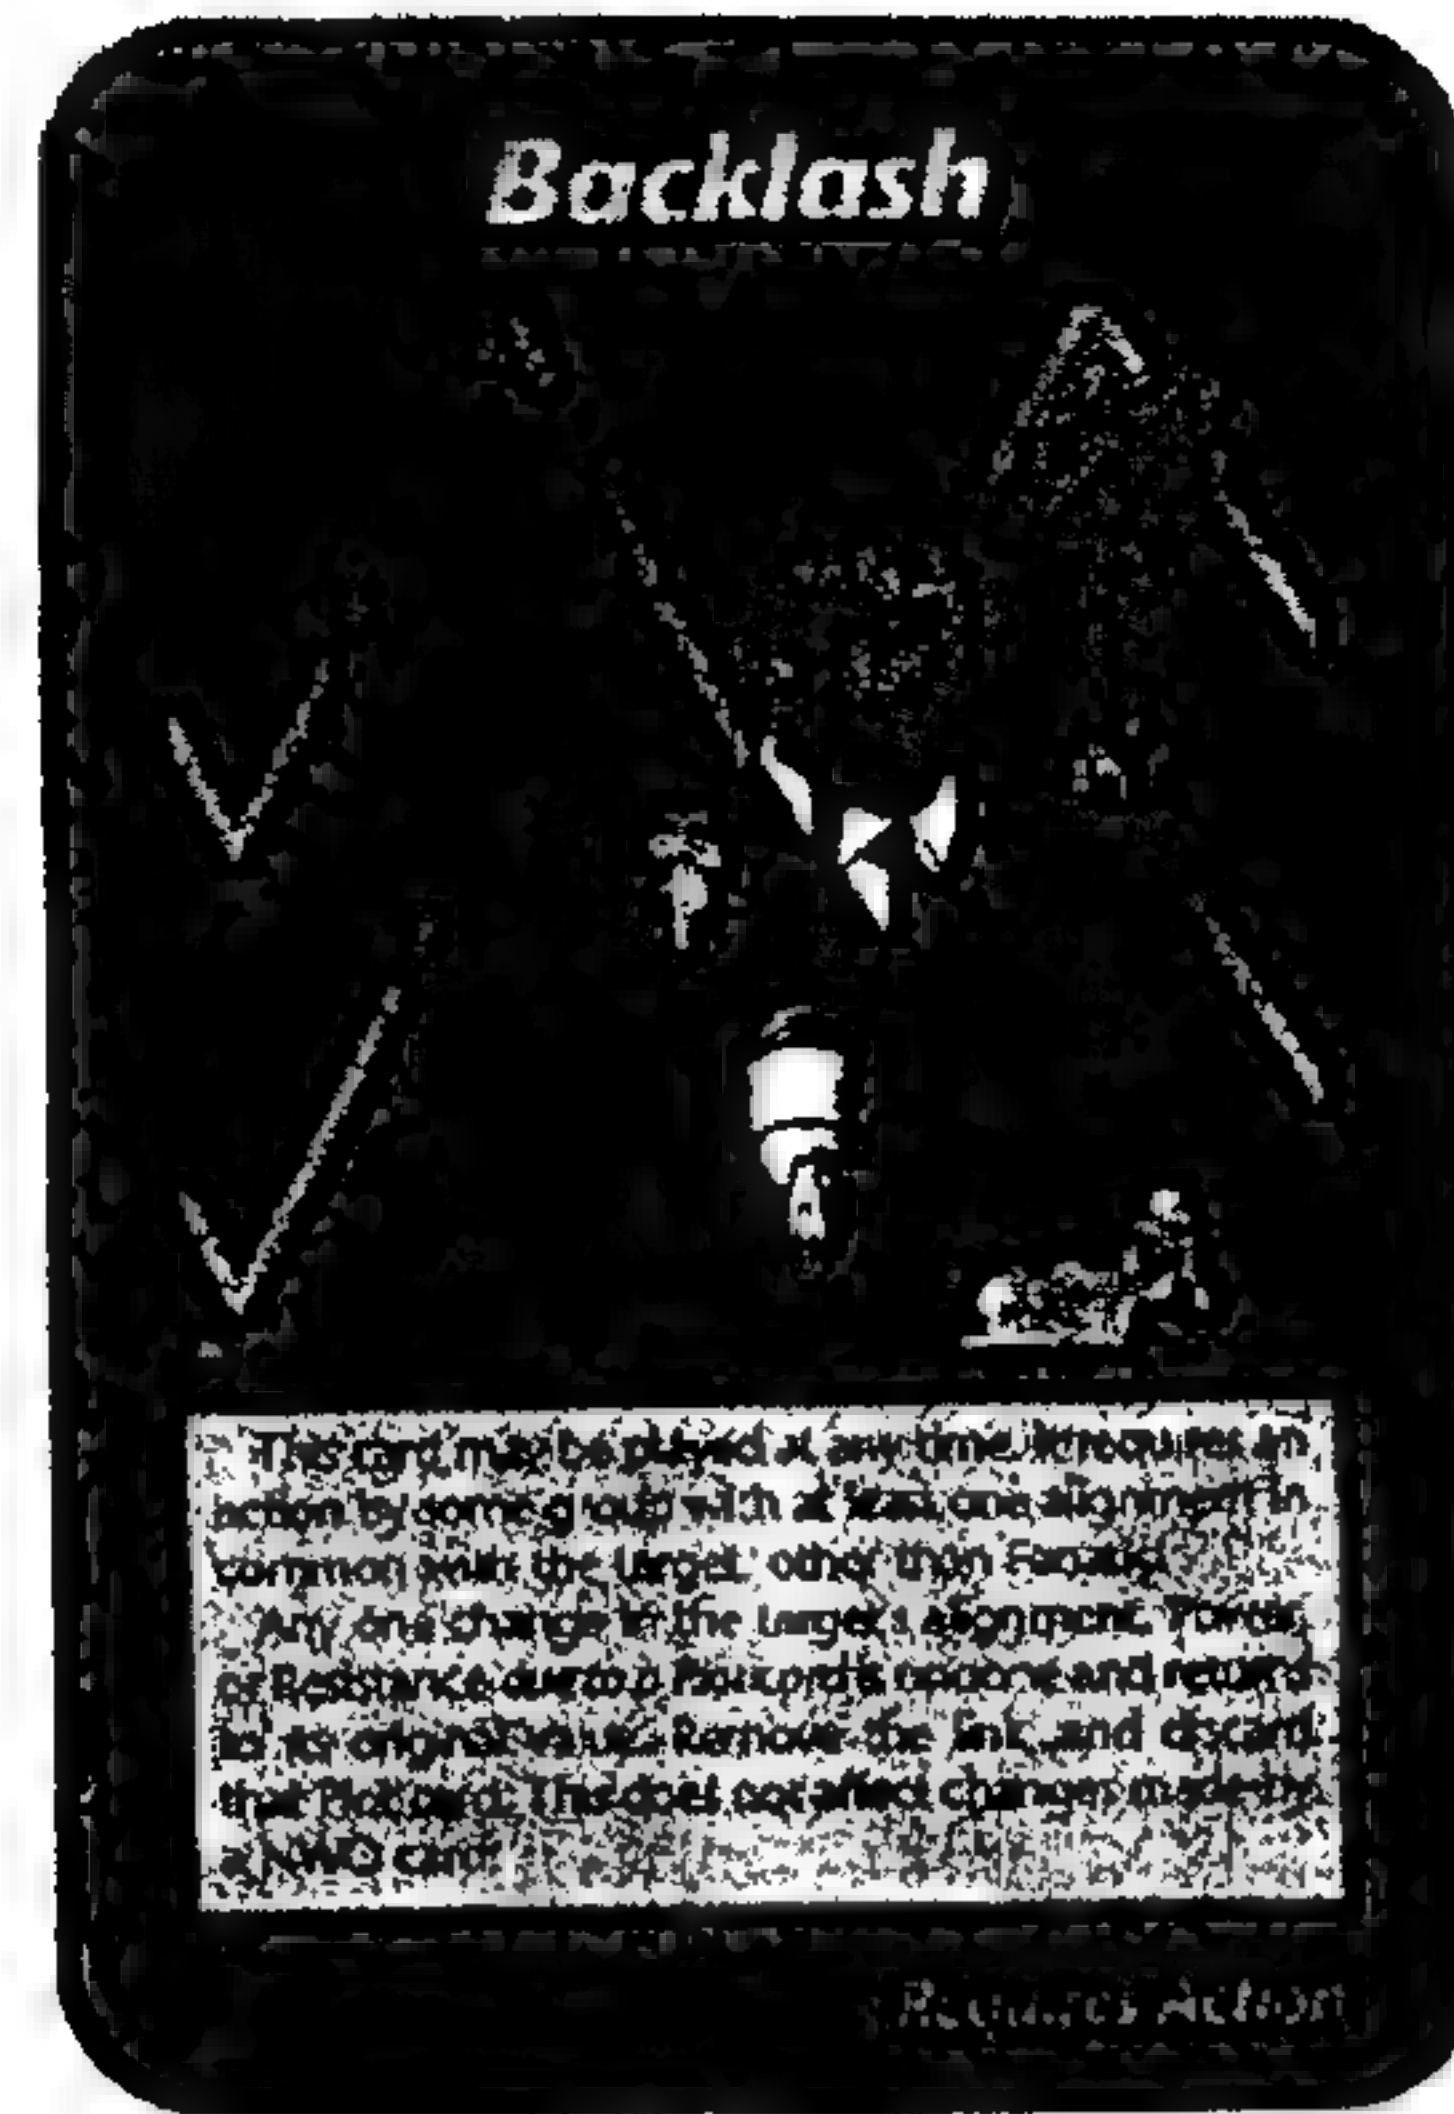 Backlash
This card may be played at any time. It requires an
action by some group with at least one alignment in
common with the target, other than Fanatic.
Any one change in the target's alignment, Power,
or Resistance due to a Plot card is undone and returns
to its original value. Remove the link and discard
that Plot card. This does not affect changes made by
a NWO card.
Requires Action